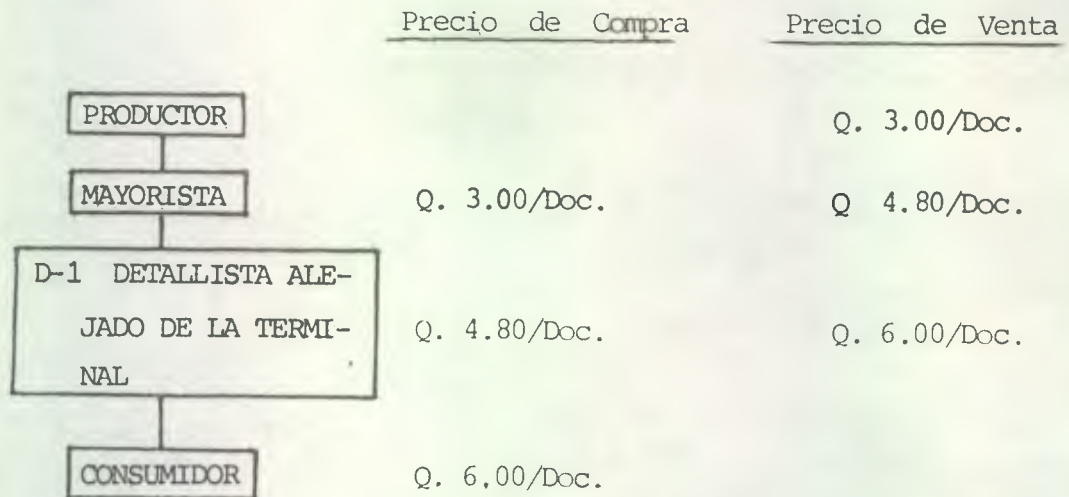 Precio de Compra Precio de Venta
PRODUCTOR Q. 3.00/Doc.
MAYORISTA Q. 3.00/Doc. Q 4.80/Doc.
D-1 DETALLISTA ALE-
JADO DE LA TERMI- Q. 4.80/Doc. Q. 6.00/Doc.
NAL
CONSUMIDOR Q. 6,00/Doc.